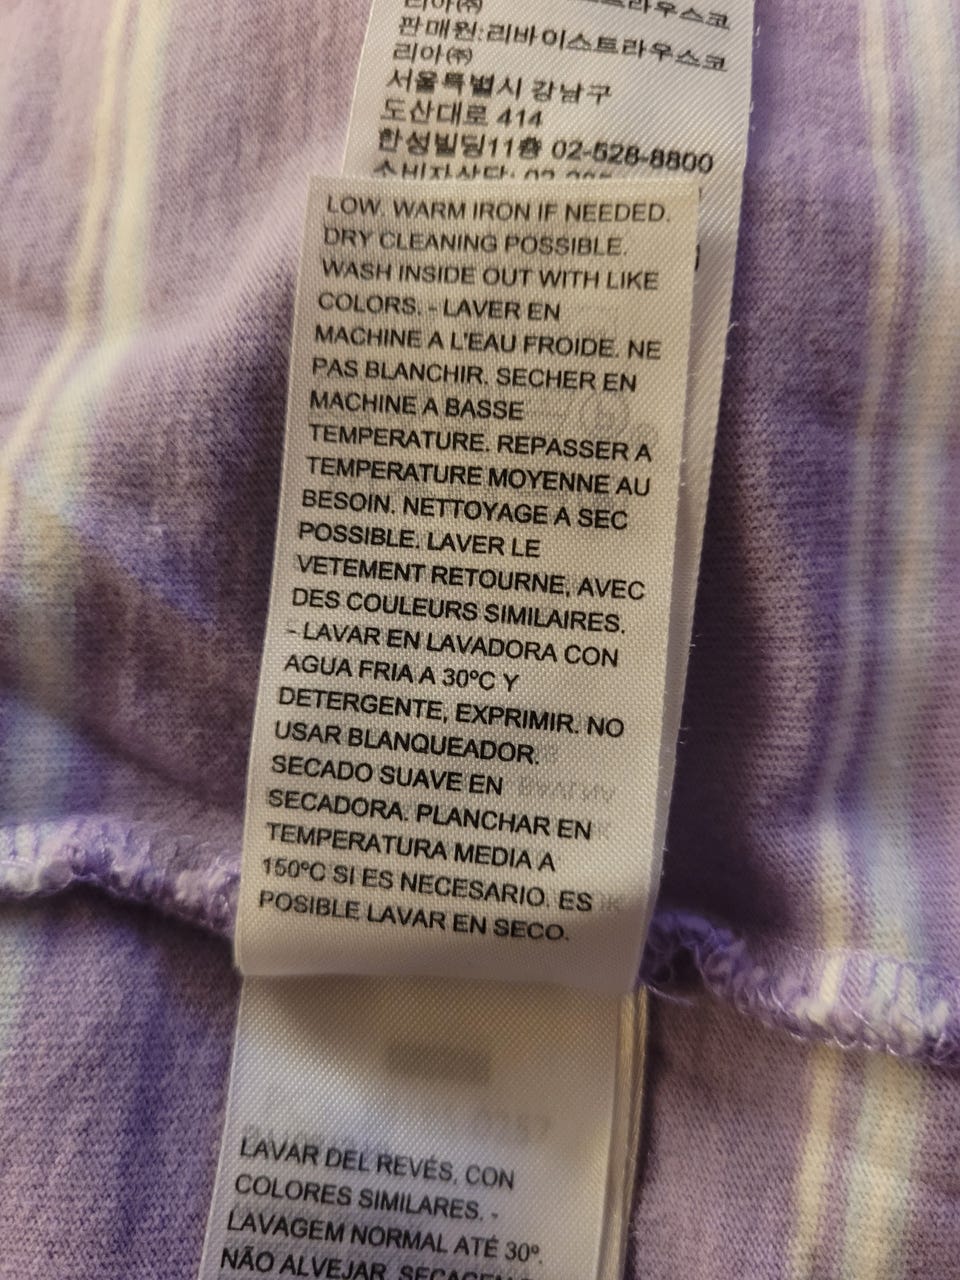 리아㈜
판매원:리바이스트라우스코
리아㈜
서울특별시 강남구
도산대로 414
한성빌딩11층 02-528-8800
LOW. WARM IRON IF NEEDED.
DRY CLEANING POSSIBLE.
WASH INSIDE OUT WITH LIKE
COLORS. - LAVER EN
MACHINE A L'EAU FROIDE. NE
PAS BLANCHIR. SECHER EN
MACHINE A BASSE
TEMPERATURE. REPASSER A
TEMPERATURE MOYENNE AU
BESOIN. NETTOYAGE A SEC
POSSIBLE. LAVER LE
VETEMENT RETOURNE, AVEC
DES COULEURS SIMILAIRES.
- LAVAR EN LAVADORA CON
AGUA FRIA A 30ºC Y
DETERGENTE, EXPRIMIR. NO
USAR BLANQUEADOR.
SECADO SUAVE EN
SECADORA. PLANCHAR EN
TEMPERATURA MEDIA A
150ºC SI ES NECESARIO. ES
POSIBLE LAVAR EN SECO.
LAVAR DEL REVÉS, CON
COLORES SIMILARES. -
LAVAGEM NORMAL ATÉ 30º.
NÃO ALVEJAR.